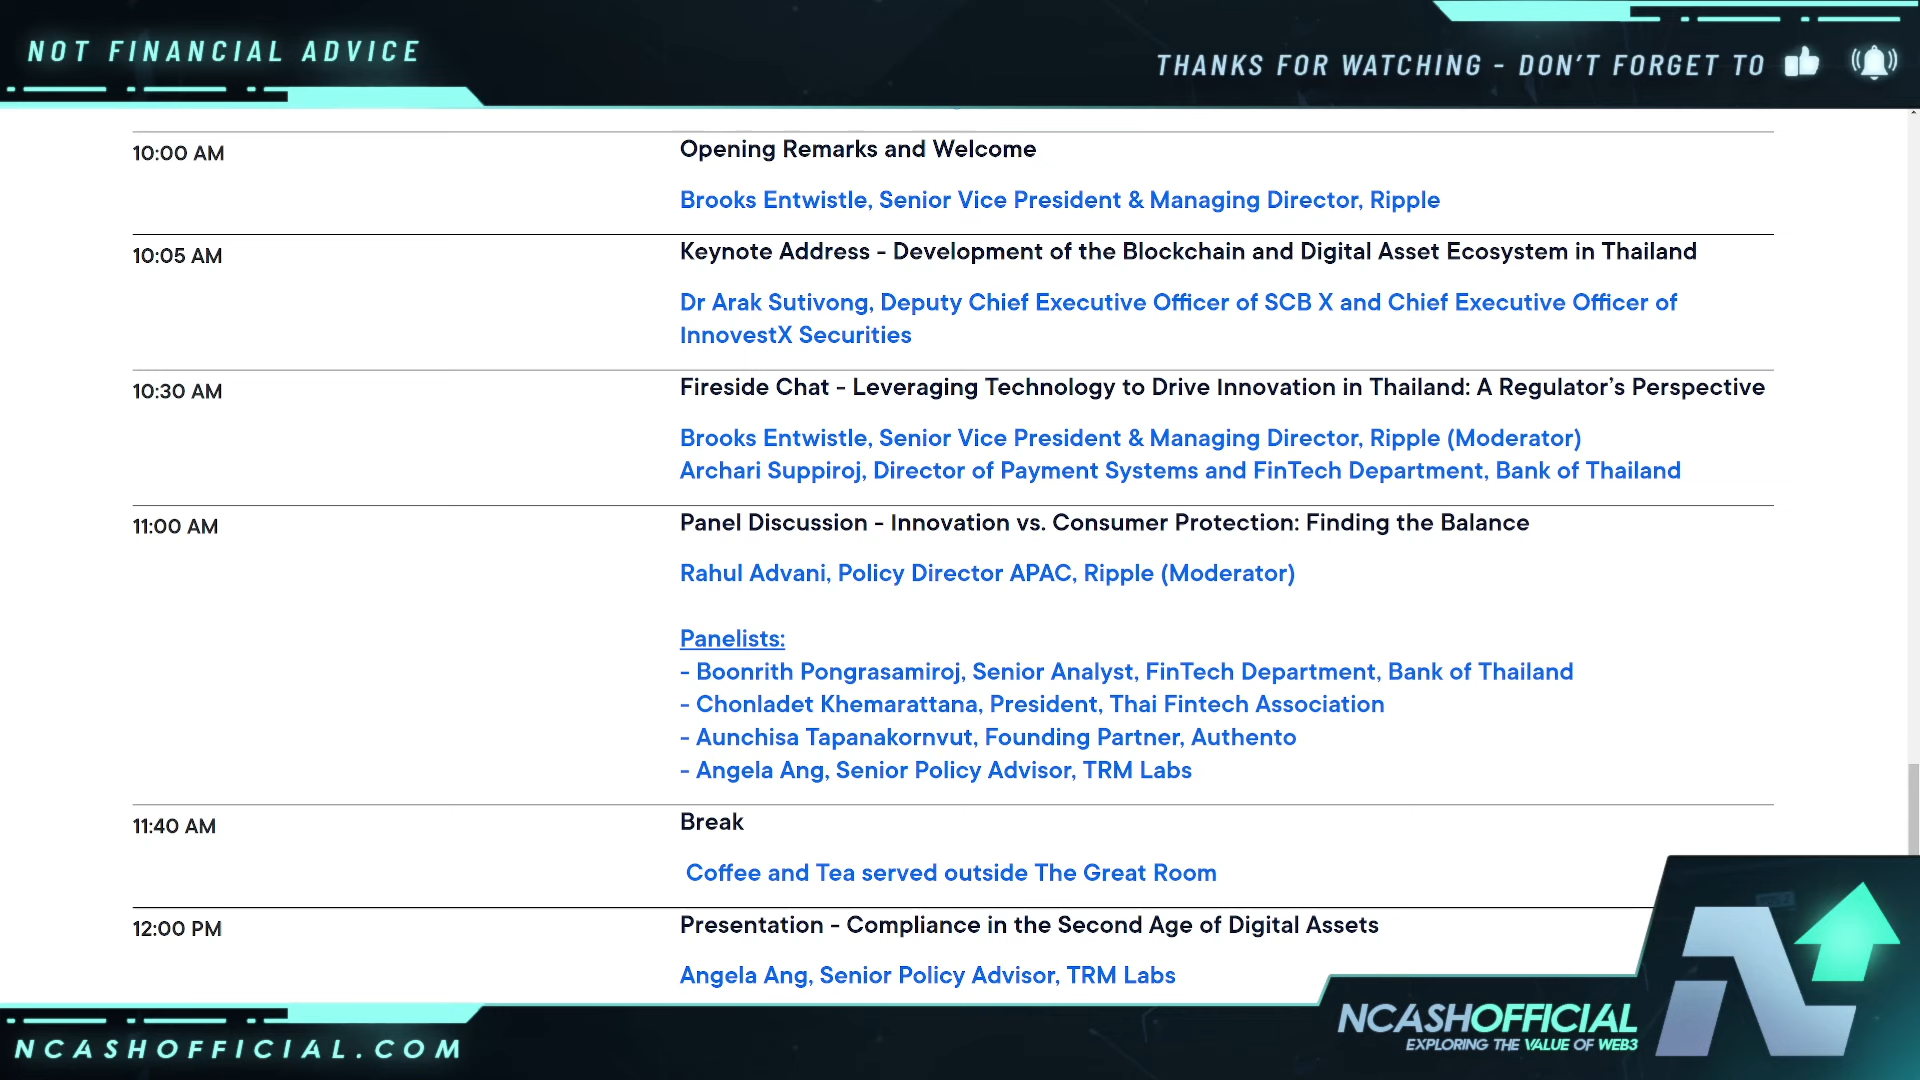 NOT FINANCIAL ADVICE
THANKS FOR WATCHING - DON'T FORGET TO
10:00 AM
Opening Remarks and Welcome
Brooks Entwistle, Senior Vice President & Managing Director, Ripple
10:05 AM
Keynote Address - Development of the Blockchain and Digital Asset Ecosystem in Thailand
Dr Arak Sutivong, Deputy Chief Executive Officer of SCB X and Chief Executive Officer of
InnovestX Securities
10:30 AM
Fireside Chat - Leveraging Technology to Drive Innovation in Thailand: A Regulator’s Perspective
Brooks Entwistle, Senior Vice President & Managing Director, Ripple (Moderator)
Archari Suppiroj, Director of Payment Systems and FinTech Department, Bank of Thailand
11:00 AM
Panel Discussion - Innovation vs. Consumer Protection: Finding the Balance
Rahul Advani, Policy Director APAC, Ripple (Moderator)
Panelists:
- Boonrith Pongrasamiroj, Senior Analyst, FinTech Department, Bank of Thailand
- Chonladet Khemarattana, President, Thai Fintech Association
- Aunchisa Tapanakornvut, Founding Partner, Authento
- Angela Ang, Senior Policy Advisor, TRM Labs
11:40 AM
Break
Coffee and Tea served outside The Great Room
12:00 PM
Presentation - Compliance in the Second Age of Digital Assets
Angela Ang, Senior Policy Advisor, TRM Labs
NCASHOFFICIAL.COM
NCASHOFFICIAL
EXPLORING THE VALUE OF WEB3